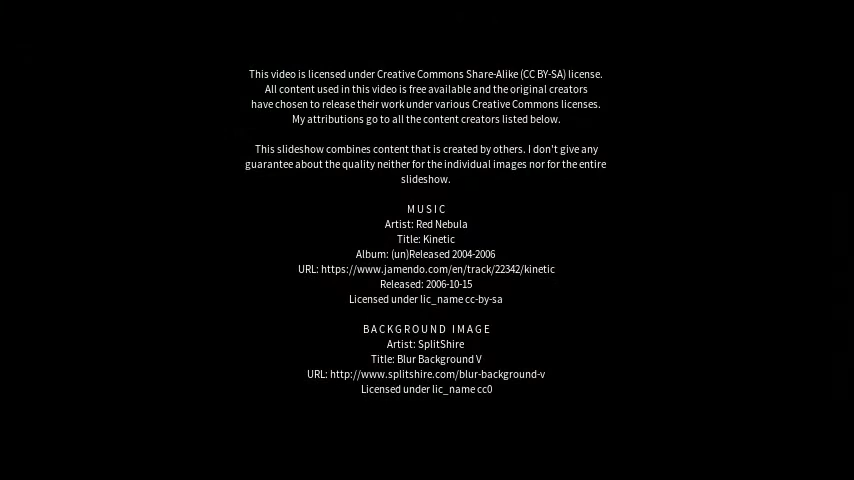 This video is licensed under Creative Commons Share-Alike (CC BY-SA) license.
All content used in this video is free available and the original creators
have chosen to release their work under various Creative Commons licenses.
My attributions go to all the content creators listed below.
This slideshow combines content that is created by others. I don't give any
guarantee about the quality neither for the individual images nor for the entire
slideshow.
MUSIC
Artist: Red Nebula
Title: Kinetic
Album: (un)Released 2004-2006
URL: https://www.jamendo.com/en/track/22342/kinetic
Released: 2006-10-15
Licensed under lic_name cc-by-sa
BACKGROUND IMAGE
Artist: SplitShire
Title: Blur Background V
URL: http://www.splitshire.com/blur-background-v
Licensed under lic_name cc0